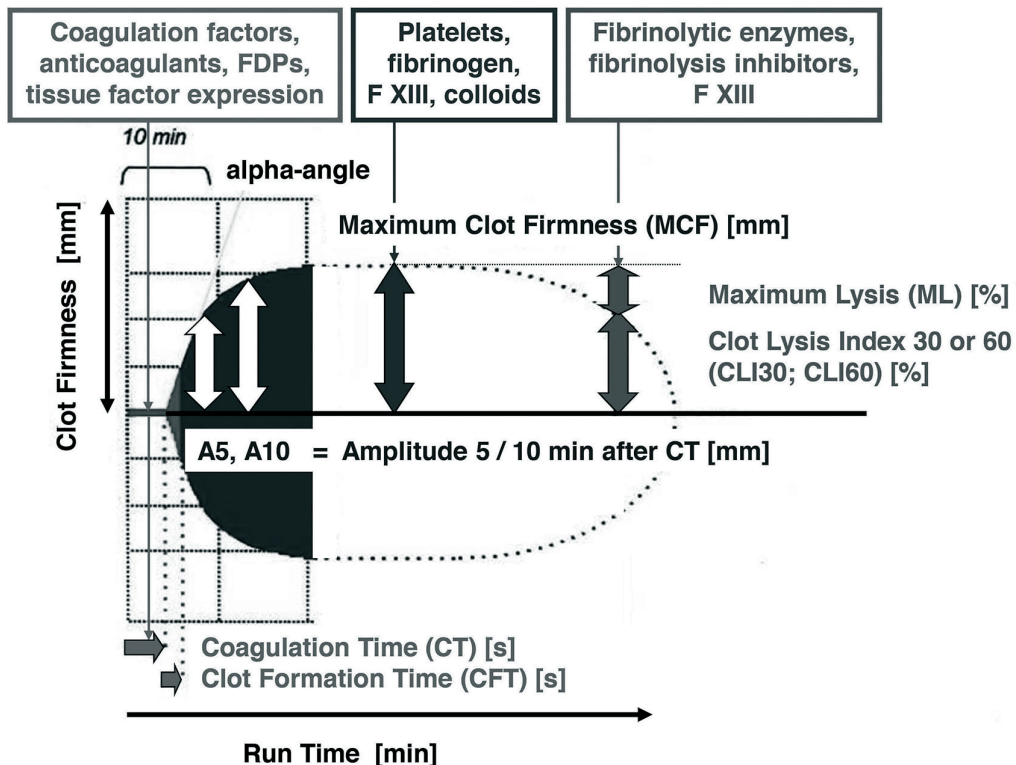 Coagulation factors,
anticoagulants, FDPs,
tissue factor expression
Platelets,
fibrinogen,
F XIII, colloids
Fibrinolytic enzymes,
fibrinolysis inhibitors,
F XIII
10 min
alpha-angle
Clot Firmness [mm]
Maximum Clot Firmness (MCF) [mm]
Maximum Lysis (ML) [%]
Clot Lysis Index 30 or 60
(CLI30; CLI60) [%]
A5, A10 = Amplitude 5 / 10 min after CT [mm]
Coagulation Time (CT) [s]
Clot Formation Time (CFT) [s]
Run Time [min]